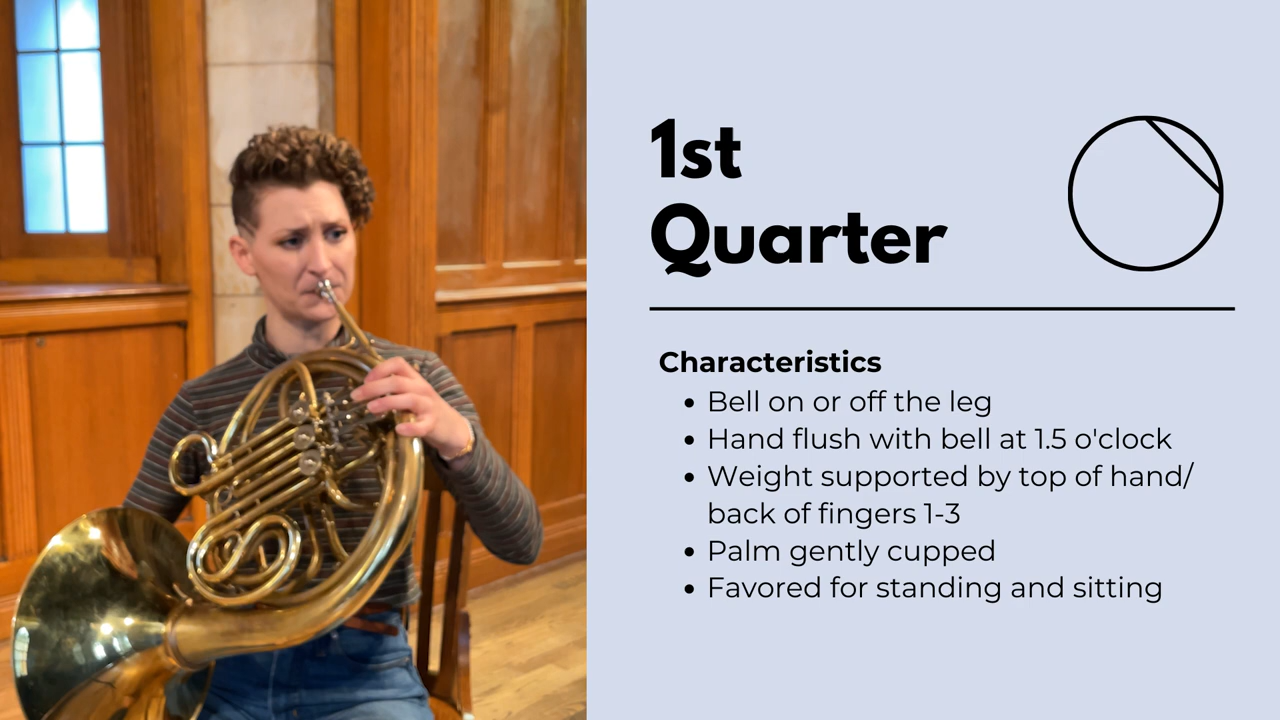 1st
Quarter
Characteristics
Bell on or off the leg
Hand flush with bell at 1.5 o'clock
Weight supported by top of hand/
back of fingers 1-3
Palm gently cupped
Favored for standing and sitting